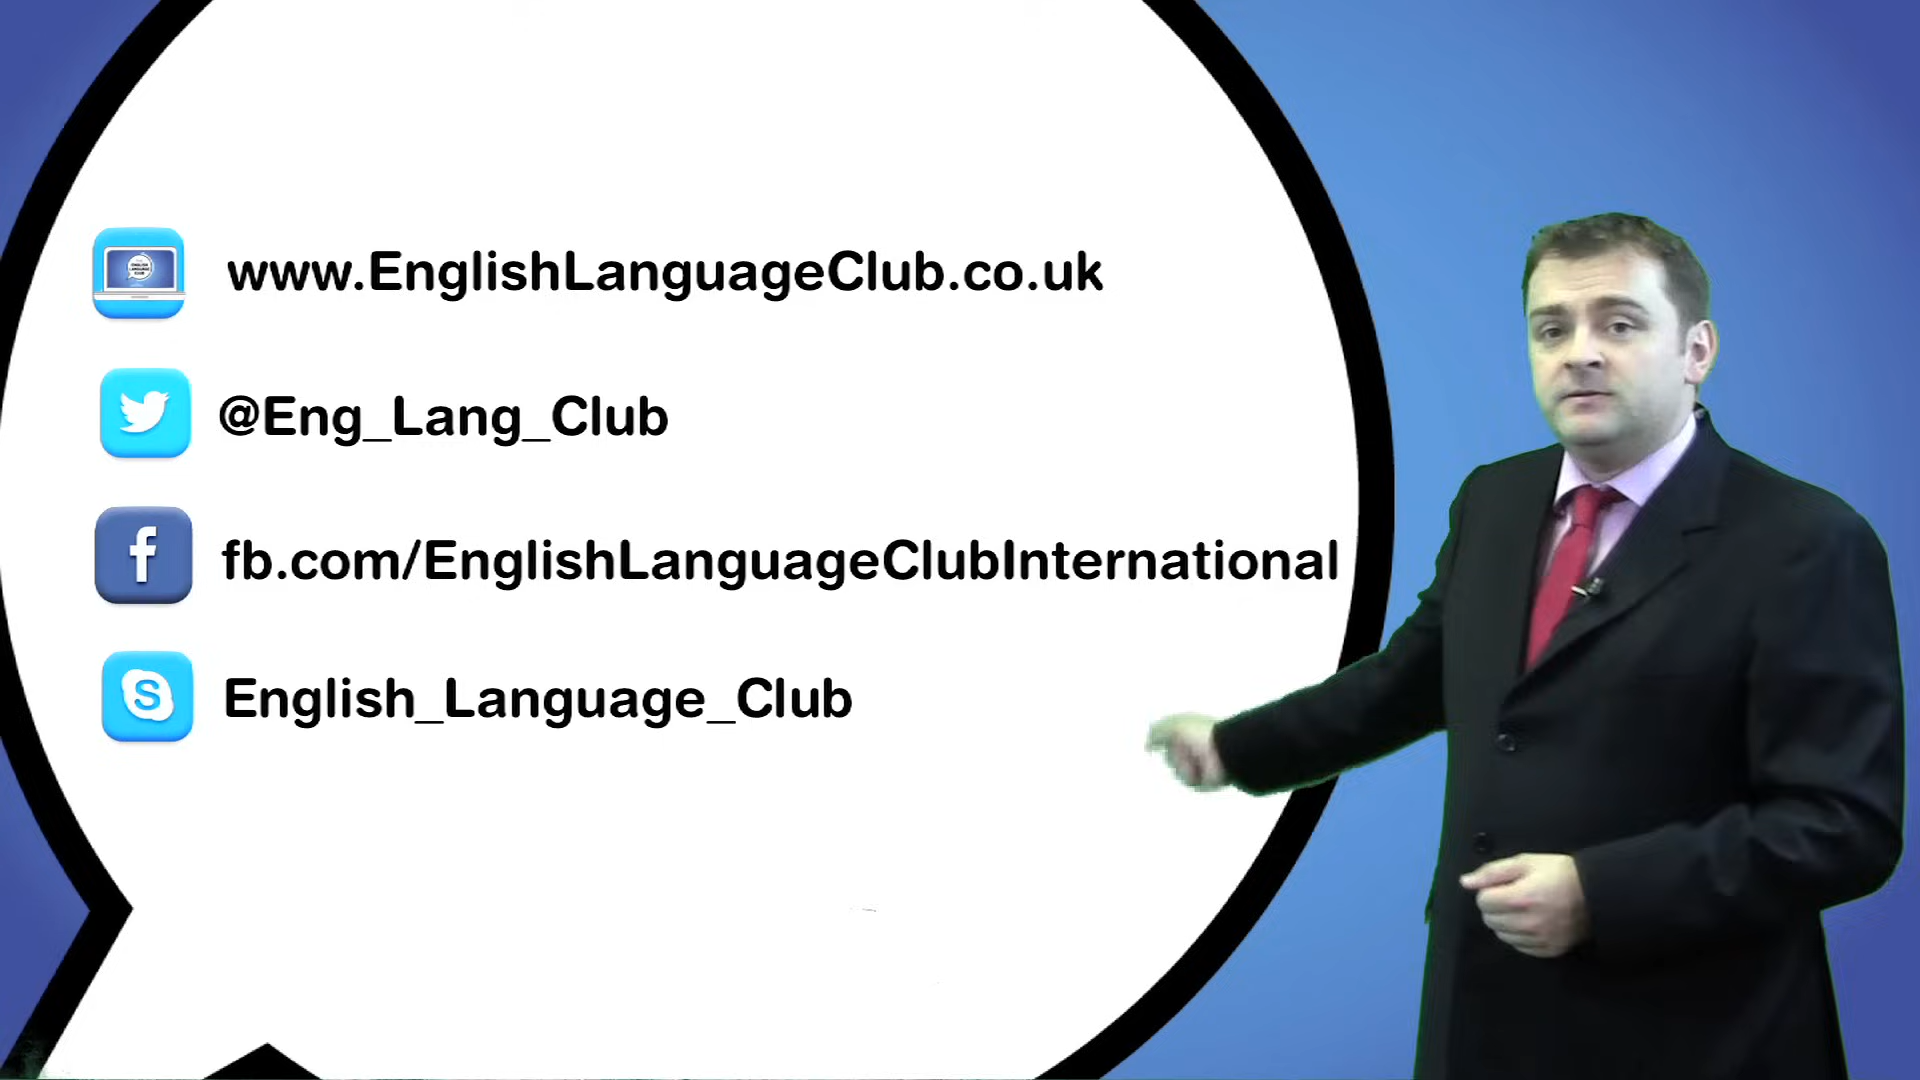 www.EnglishLanguageClub.co.uk
@Eng_Lang_Club
fb.com/EnglishLanguageClubInternational
English_Language_Club